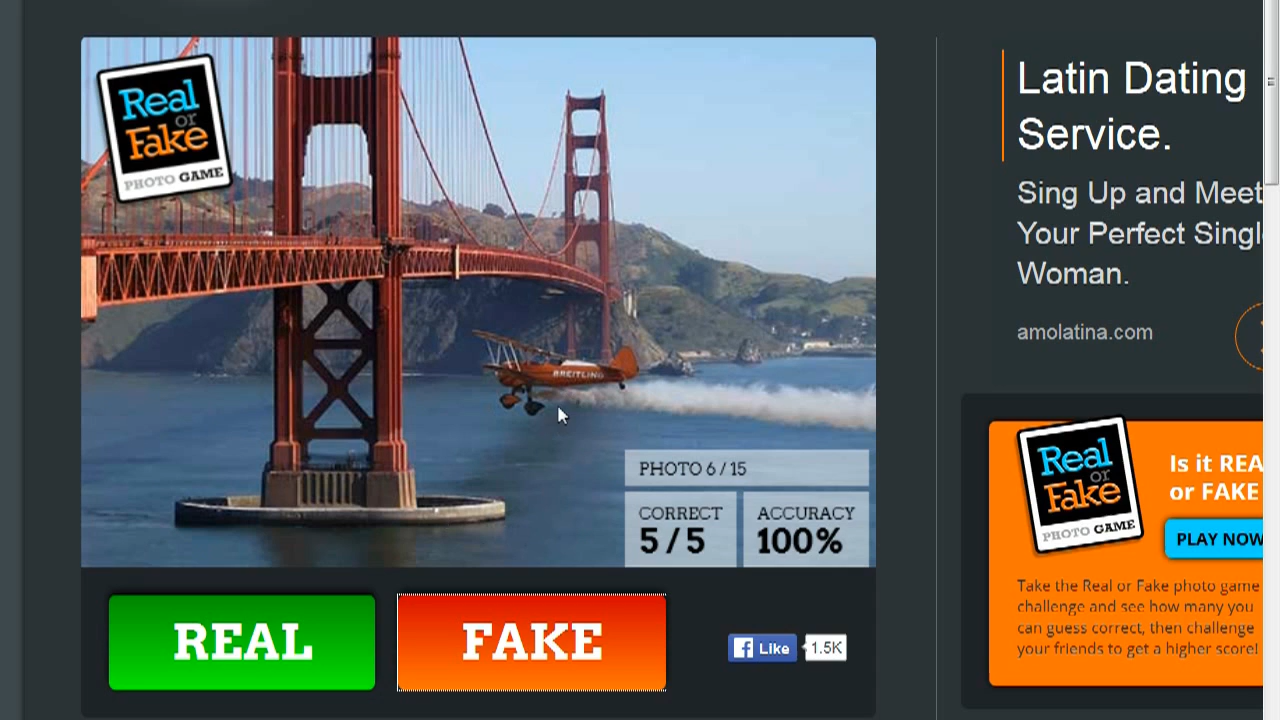 Real
or
Fake
PHOTO GAME
BREITLING
PHOTO 6 / 15
CORRECT
5 / 5
ACCURACY
100%
REAL
FAKE
Like
1.5K
Latin Dating
Service.
Sing Up and Meet
Your Perfect Singl
Woman.
amolatina.com
Real
or
Fake
PHOTO GAME
Is it REA
or FAKE
PLAY NOW
Take the Real or Fake photo game
challenge and see how many you
can guess correct, then challenge
your friends to get a higher score!